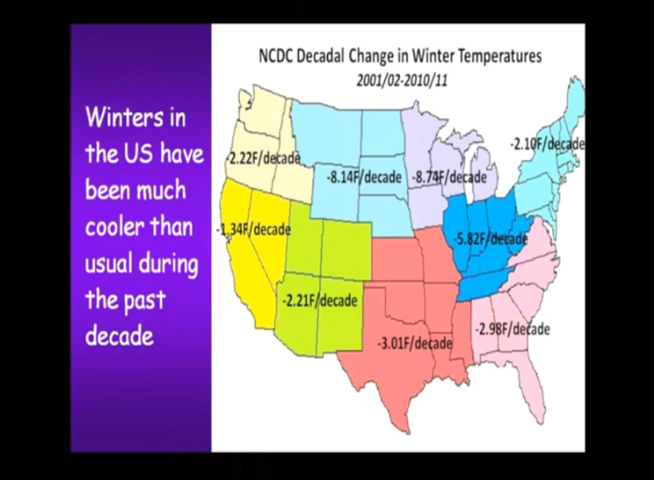 Winters in
the US have
been much
cooler than
usual during
the past
decade
NCDC Decadal Change in Winter Temperatures
2001/02-2010/11
-2.22F/decade
-8.14F/decade
-8.74F/decade
-2.10F/decade
-1.34F/decade
-5.82F/decade
-2.21F/decade
-3.01F/decade
-2.98F/decade